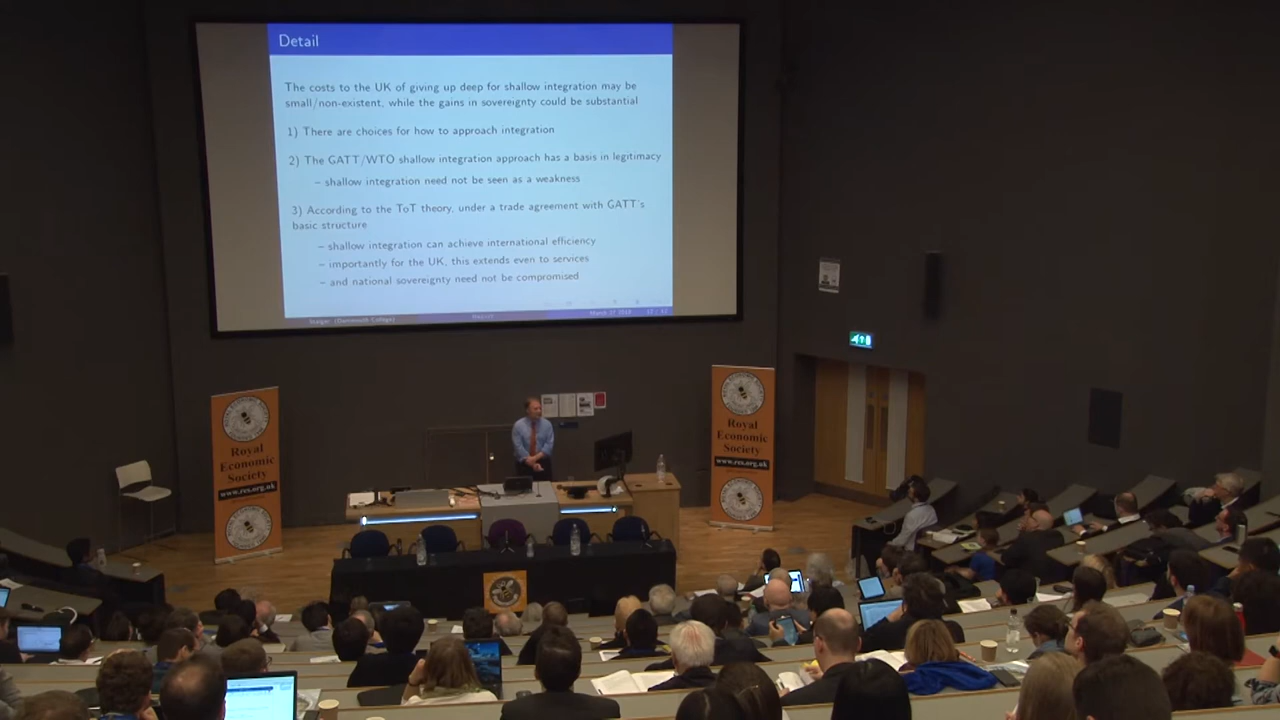 Detail
The costs to the UK of giving up deep for shallow integration may be
small/non-existent, while the gains in sovereignty could be substantial
1) There are choices for how to approach integration
2) The GATT/WTO shallow integration approach has a basis in legitimacy
– shallow integration need not be seen as a weakness
3) According to the ToT theory, under a trade agreement with GATT's
basic structure
– shallow integration can achieve international efficiency
– importantly for the UK, this extends even to services
– and national sovereignty need not be compromised
Staiger (Dartmouth College)
Royal
Economic
Society
www.res.org.uk
Royal
Economic
Society
www.res.org.uk